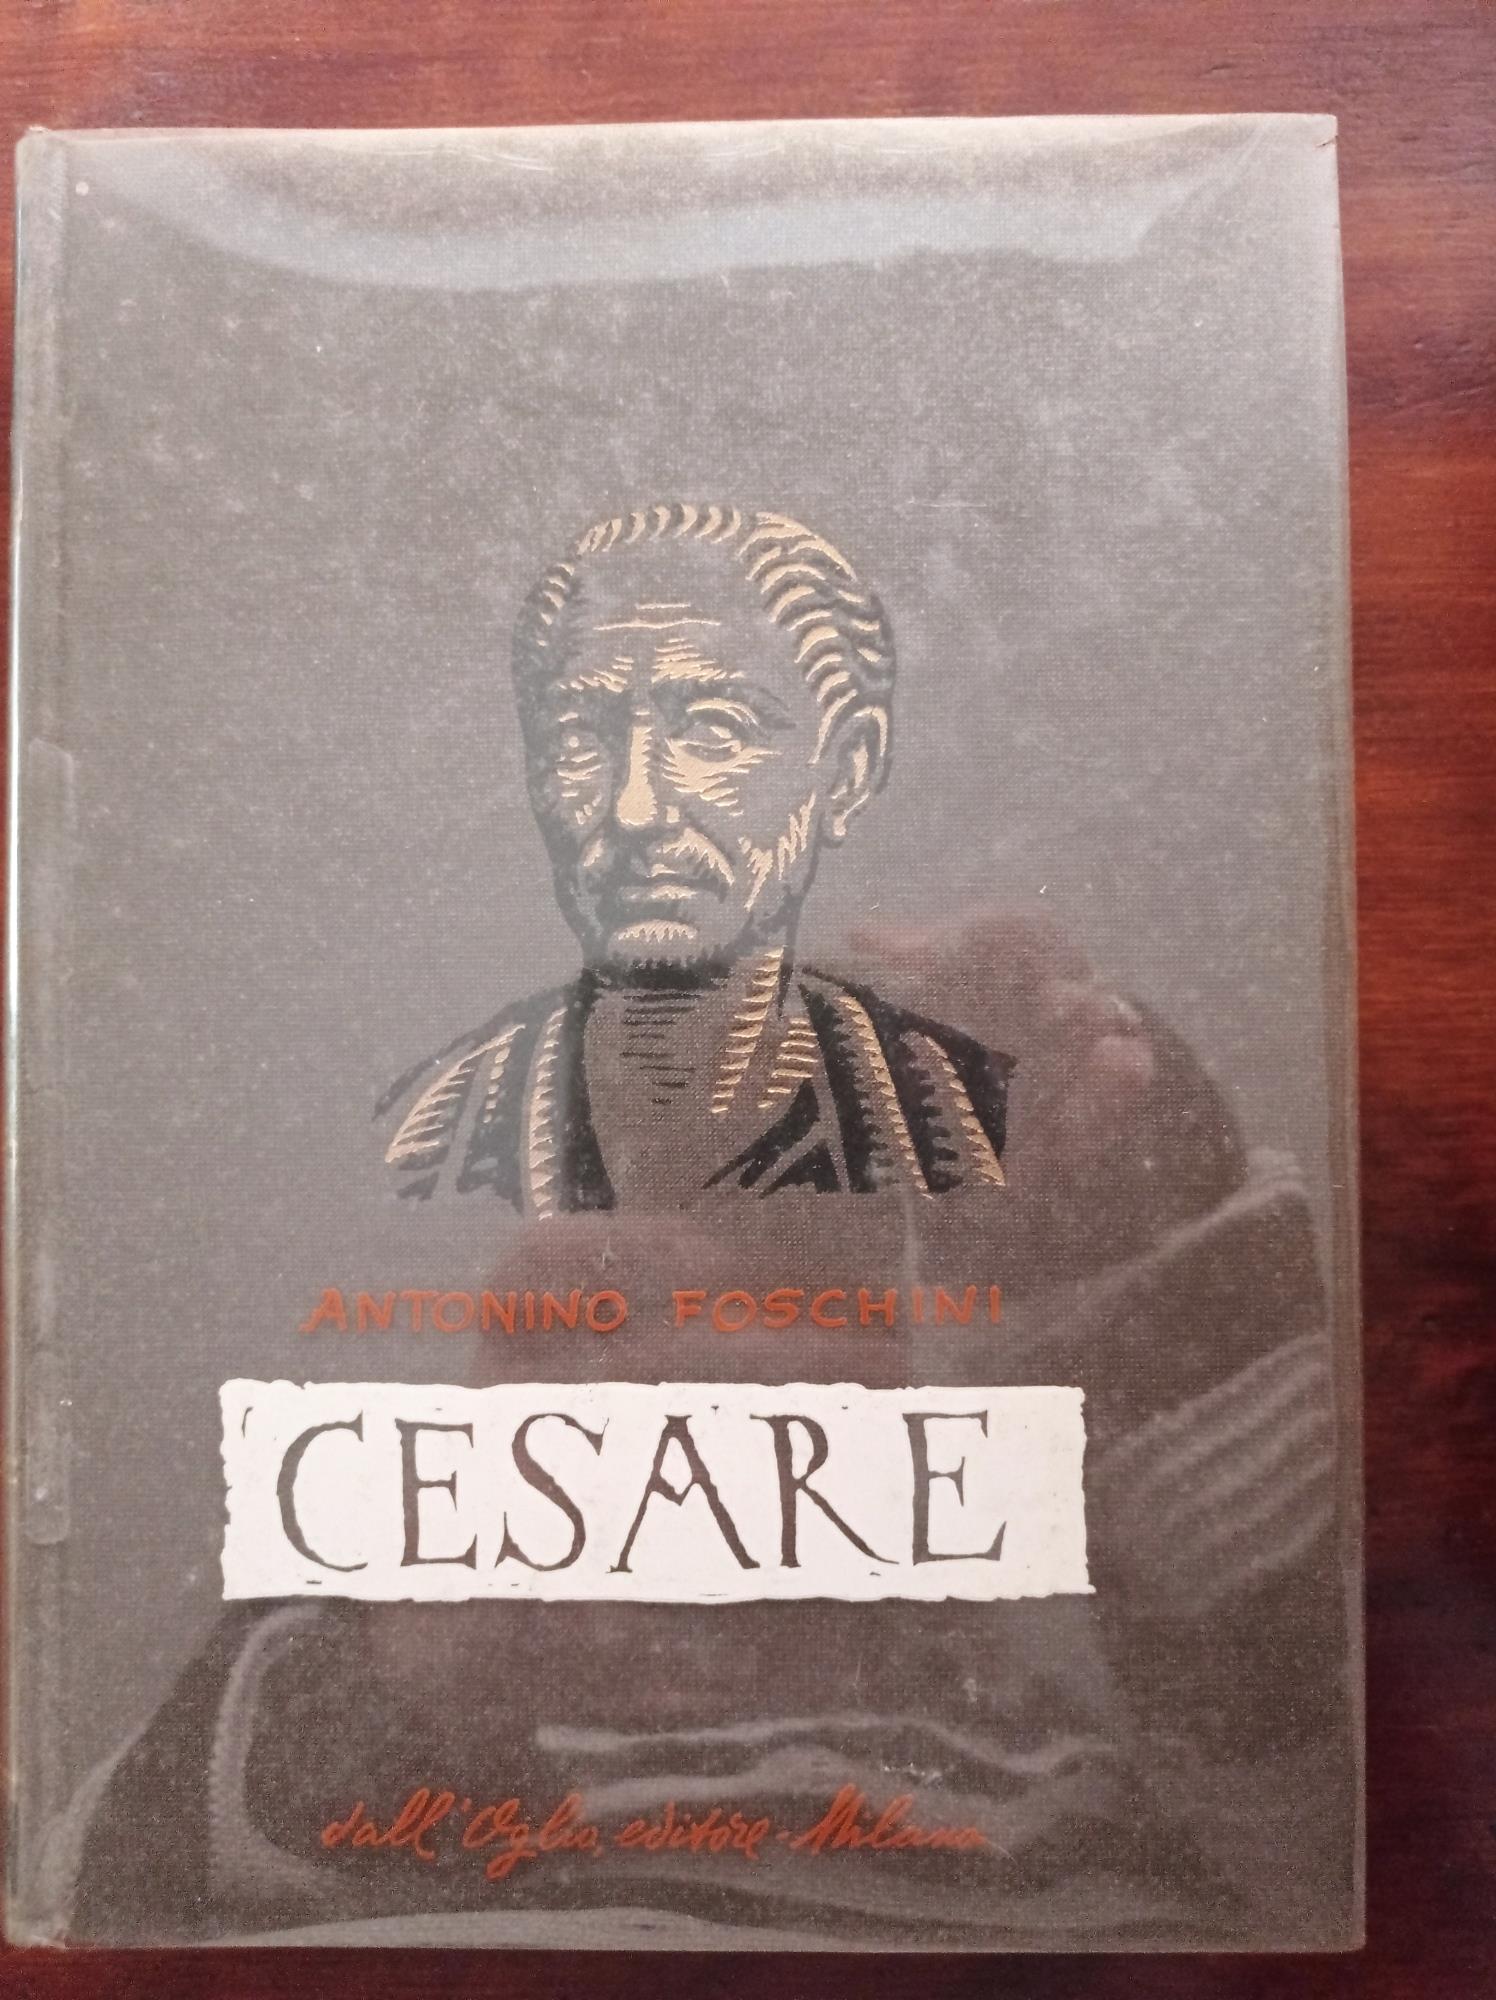 ANTONINO FOSCHINI
CESARE
dall'Oglio, editore - Milano